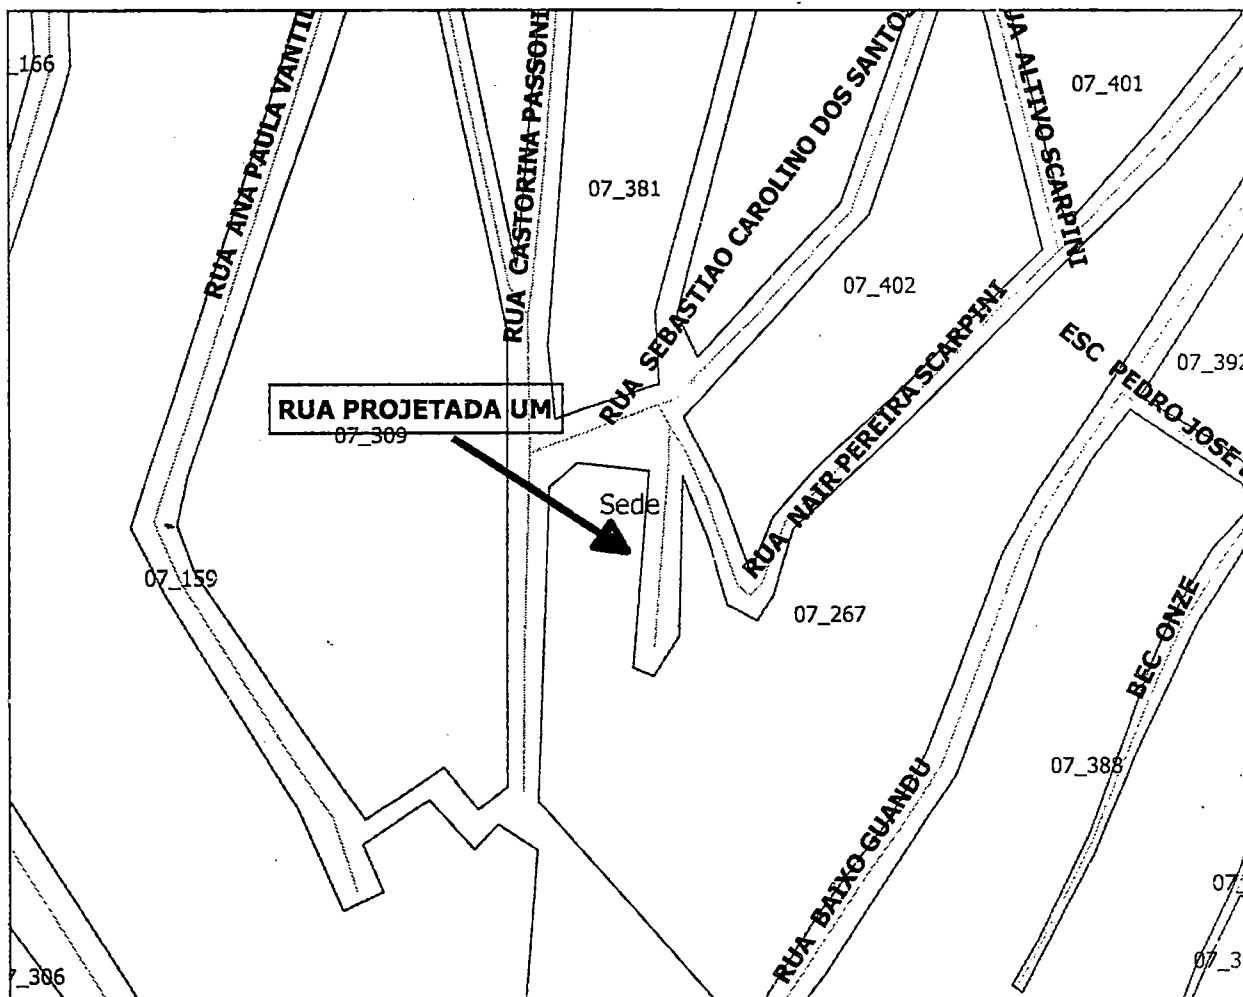 _166
RUA ANA PAULA VANTIL
RUA CASTORINA PASSONI
07_381
RUA SEBASTIAO CAROLINO DOS SANTOS
UA ALTIVO SCARPINI
07_401
07_402
RUA NAIR PEREIRA SCARPINI
ESC PEDRO JOSE
07_392
RUA PROJETADA UM
07_309
Sede
07_159
07_267
BEC ONZE
07_388
RUA BAIXO GUANDU
07_
07_3
7_306